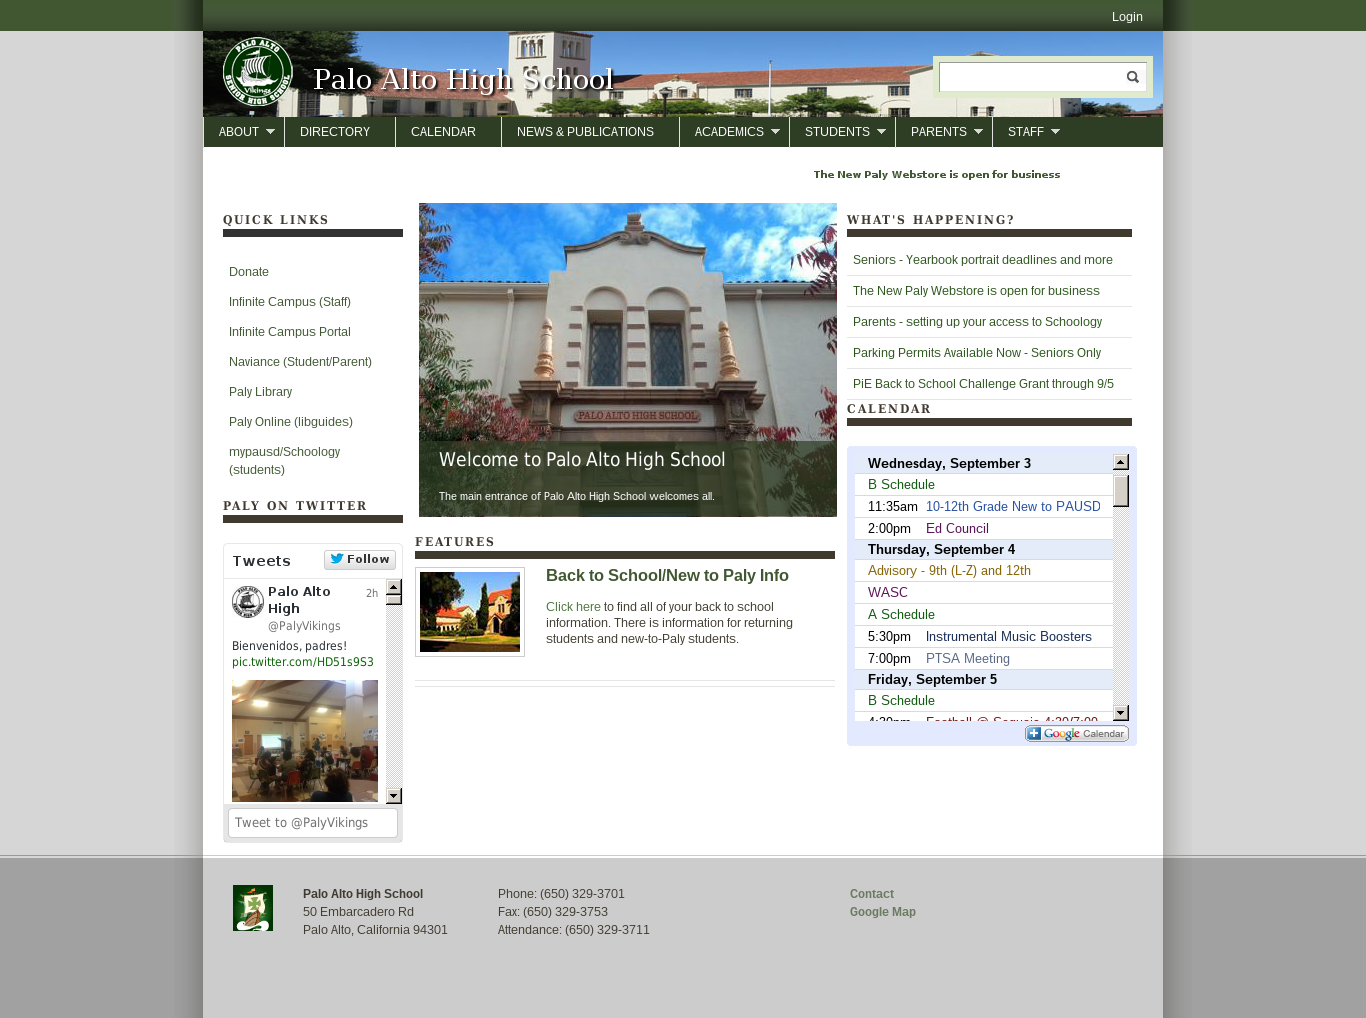 Login
PALO ALTO
Vikings
SENIOR HIGH SCHOOL
Palo Alto High School
ABOUT
DIRECTORY
CALENDAR
NEWS & PUBLICATIONS
ACADEMICS
STUDENTS
PARENTS
STAFF
The New Paly Webstore is open for business
QUICK LINKS
Donate
Infinite Campus (Staff)
Infinite Campus Portal
Naviance (Student/Parent)
Paly Library
Paly Online (libguides)
mypausd/Schoology
(students)
PALY ON TWITTER
Tweets
Follow
Palo Alto
High
2h
@PalyVikings
Bienvenidos, padres!
pic.twitter.com/HD51s9S3
Tweet to @PalyVikings
PALO ALTO HIGH SCHOOL
Welcome to Palo Alto High School
The main entrance of Palo Alto High School welcomes all.
FEATURES
Back to School/New to Paly Info
Click here to find all of your back to school
information. There is information for returning
students and new-to-Paly students.
WHAT'S HAPPENING?
Seniors - Yearbook portrait deadlines and more
The New Paly Webstore is open for business
Parents - setting up your access to Schoology
Parking Permits Available Now - Seniors Only
PiE Back to School Challenge Grant through 9/5
CALENDAR
Wednesday, September 3
B Schedule
11:35am 10-12th Grade New to PAUSD
2:00pm Ed Council
Thursday, September 4
Advisory - 9th (L-Z) and 12th
WASC
A Schedule
5:30pm Instrumental Music Boosters
7:00pm PTSA Meeting
Friday, September 5
B Schedule
4:30pm Football @ Sequoia 4:30/7:00
Google Calendar
Palo Alto High School
50 Embarcadero Rd
Palo Alto, California 94301
Phone: (650) 329-3701
Fax: (650) 329-3753
Attendance: (650) 329-3711
Contact
Google Map